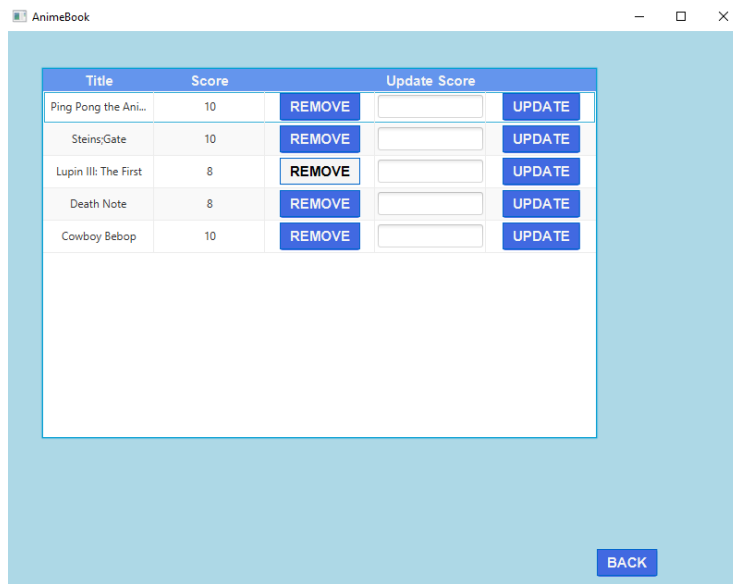 AnimeBook
Title Score Update Score
Ping Pong the Ani... 10 REMOVE UPDATE
Steins;Gate 10 REMOVE UPDATE
Lupin III: The First 8 REMOVE UPDATE
Death Note 8 REMOVE UPDATE
Cowboy Bebop 10 REMOVE UPDATE
BACK